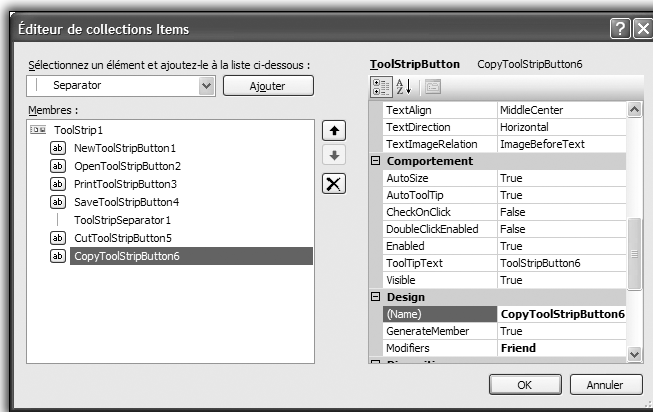 Éditeur de collections Items
Sélectionnez un élément et ajoutez-le à la liste ci-dessous :
Separator
Ajouter
Membres :
ToolStrip1
NewToolStripButton1
OpenToolStripButton2
PrintToolStripButton3
SaveToolStripButton4
ToolStripSeparator1
CutToolStripButton5
CopyToolStripButton6
ToolStripButton CopyToolStripButton6
TextAlign MiddleCenter
TextDirection Horizontal
TextImageRelation ImageBeforeText
Comportement
AutoSize True
AutoToolTip True
CheckOnClick False
DoubleClickEnabled False
Enabled True
ToolTipText ToolStripButton6
Visible True
Design
(Name) CopyToolStripButton6
GenerateMember True
Modifiers Friend
OK Annuler